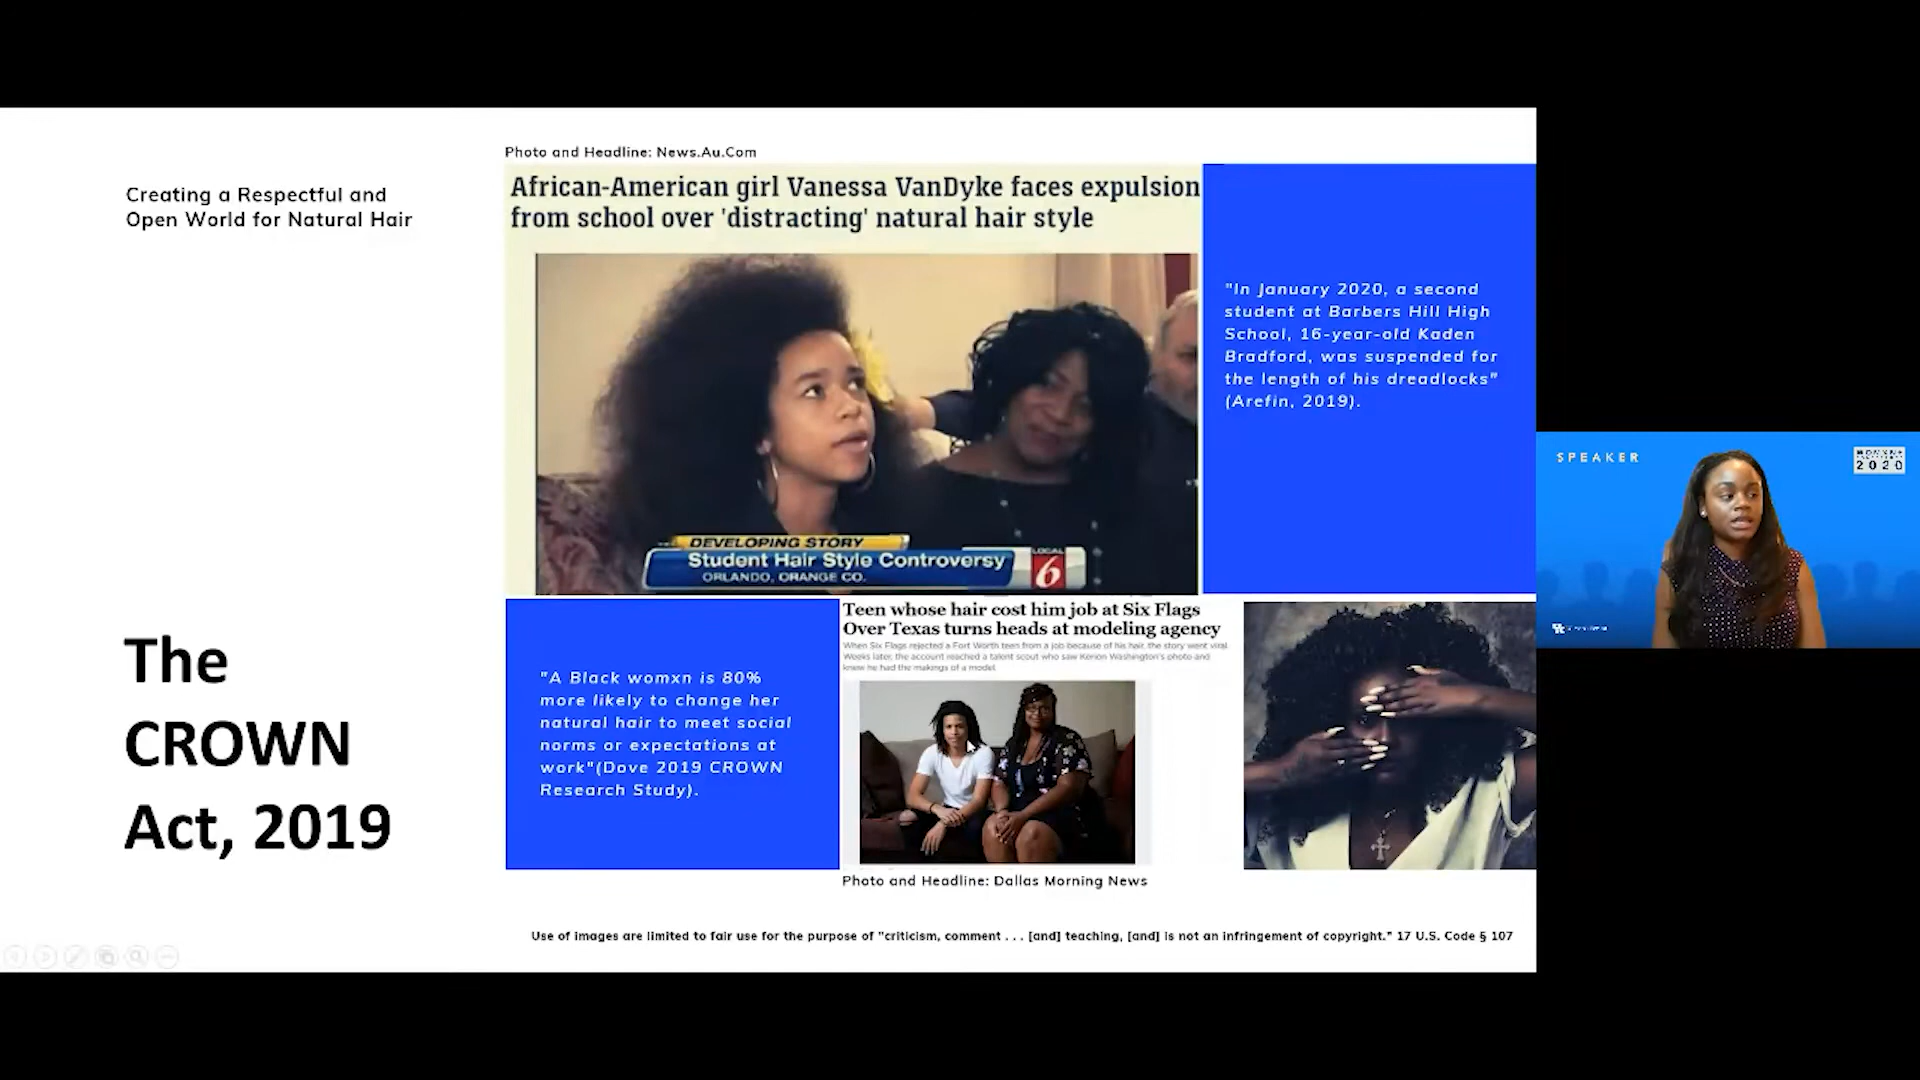 Photo and Headline: News.Au.Com
Creating a Respectful and
Open World for Natural Hair
African-American girl Vanessa VanDyke faces expulsion
from school over 'distracting' natural hair style
"In January 2020, a second
student at Barbers Hill High
School, 16-year-old Kaden
Bradford, was suspended for
the length of his dreadlocks"
(Arefin, 2019).
DEVELOPING STORY
Student Hair Style Controversy
ORLANDO, ORANGE CO.
LOCAL
6
The
CROWN
Act, 2019
"A Black womxn is 80%
more likely to change her
natural hair to meet social
norms or expectations at
work"(Dove 2019 CROWN
Research Study).
Teen whose hair cost him job at Six Flags
Over Texas turns heads at modeling agency
When Six Flags rejected a Fort Worth teen from a job because of his hair, the story went viral.
Weeks later, the account reached a talent scout who saw Kerion Washington's photo and
knew he had the makings of a model
Photo and Headline: Dallas Morning News
Use of images are limited to fair use for the purpose of "criticism, comment . . . [and] teaching, [and] is not an infringement of copyright." 17 U.S. Code § 107
SPEAKER
2020